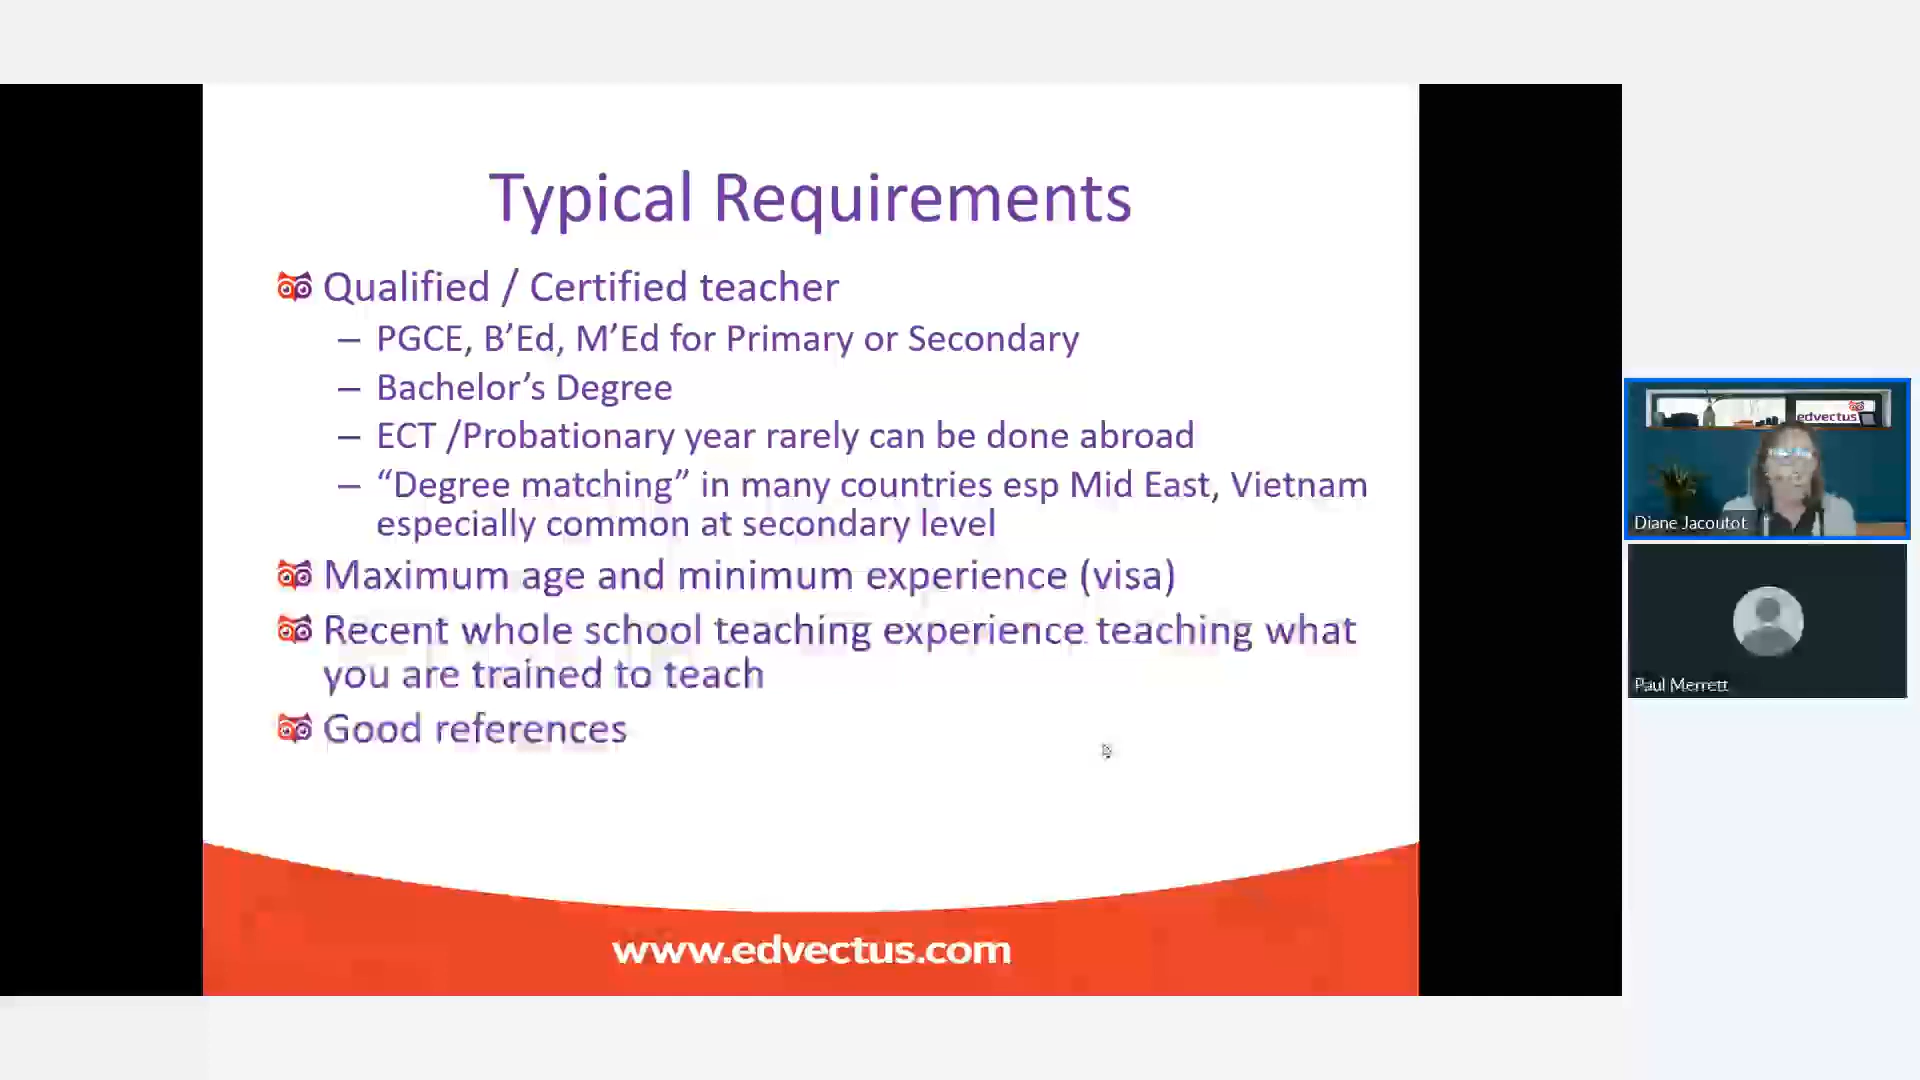 Typical Requirements
Qualified / Certified teacher
– PGCE, B’Ed, M’Ed for Primary or Secondary
– Bachelor’s Degree
– ECT /Probationary year rarely can be done abroad
– “Degree matching” in many countries esp Mid East, Vietnam
especially common at secondary level
Maximum age and minimum experience (visa)
Recent whole school teaching experience teaching what
you are trained to teach
Good references
www.edvectus.com
edvectus
Diane Jacoutot
Paul Merrett